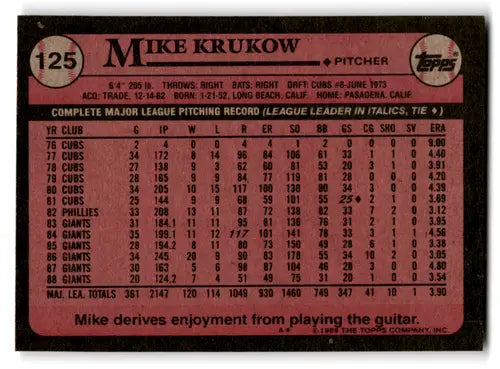 125
MIKE KRUKOW
♦ PITCHER
Topps
6'4" 205 lb. THROWS: RIGHT BATS: RIGHT DRFT: CUBS #8-JUNE 1973
ACQ: TRADE, 12-14-82 BORN: 1-21-52, LONG BEACH, CALIF. HOME: PASADENA, CALIF.
COMPLETE MAJOR LEAGUE PITCHING RECORD (LEAGUE LEADER IN ITALICS, TIE ♦)
YR CLUB G IP W L R ER SO BB GS CG SHO SV ERA
76 CUBS 2 4 0 0 4 4 1 2 0 0 0 0 9.00
77 CUBS 34 172 8 14 96 84 106 61 33 1 1 0 4.40
78 CUBS 27 138 9 3 62 60 81 53 26 3 1 0 3.91
79 CUBS 28 165 9 9 84 77 119 81 28 0 0 0 4.20
80 CUBS 34 205 10 15 117 100 130 80 34 3 0 0 4.39
81 CUBS 25 144 9 9 68 59 101 55 25♦ 2 1 0 3.69
82 PHILLIES 33 208 13 11 87 72 138 82 33 7 2 0 3.12
83 GIANTS 31 184.1 11 11 95 81 136 76 31 2 1 0 3.95
84 GIANTS 35 199.1 11 12 117 101 141 78 33 3 1 1 4.56
85 GIANTS 28 194.2 8 11 80 73 150 49 28 6 1 0 3.38
86 GIANTS 34 245 20 9 90 83 178 55 34 10 2 0 3.05
87 GIANTS 30 163 5 6 98 87 104 46 28 3 0 0 4.80
88 GIANTS 20 124.2 7 4 51 49 75 31 20 1 0 0 3.54
MAJ. LEA. TOTALS 361 2147 120 114 1049 930 1460 749 347 41 10 1 3.90
Mike derives enjoyment from playing the guitar.
A* © 1989 THE TOPPS COMPANY, INC.